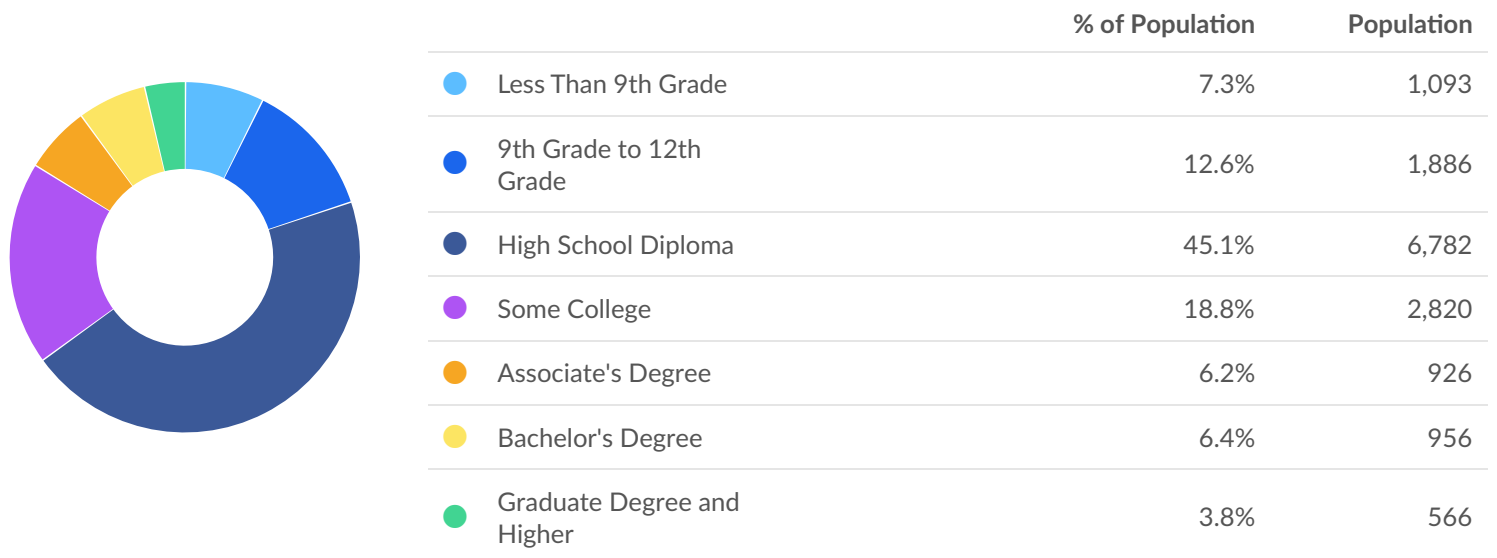 % of Population Population
Less Than 9th Grade 7.3% 1,093
9th Grade to 12th
Grade 12.6% 1,886
High School Diploma 45.1% 6,782
Some College 18.8% 2,820
Associate's Degree 6.2% 926
Bachelor's Degree 6.4% 956
Graduate Degree and
Higher 3.8% 566